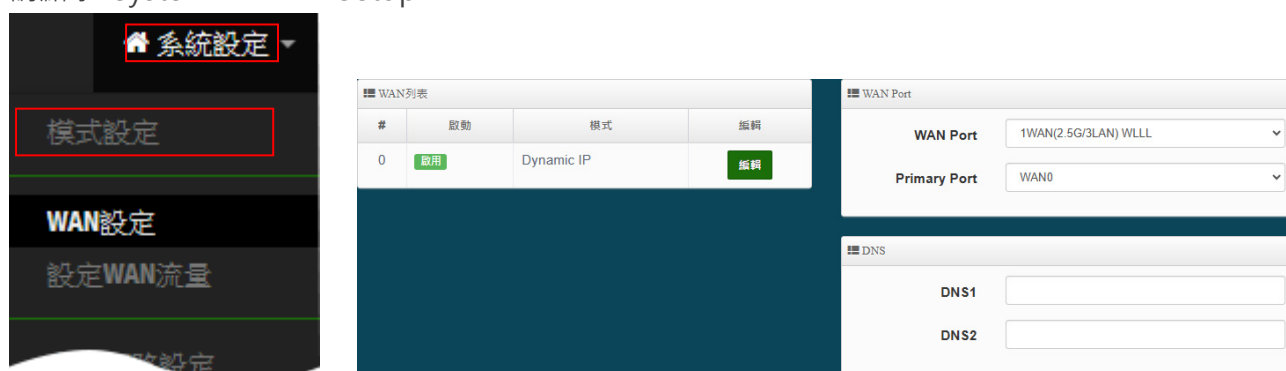 系統設定
模式設定
WAN設定
設定WAN流量
WAN列表
# 啟動 模式 編輯
0 啟用 Dynamic IP 編輯
WAN Port
WAN Port 1WAN(2.5G/3LAN) WLLL
Primary Port WAN0
DNS
DNS1
DNS2